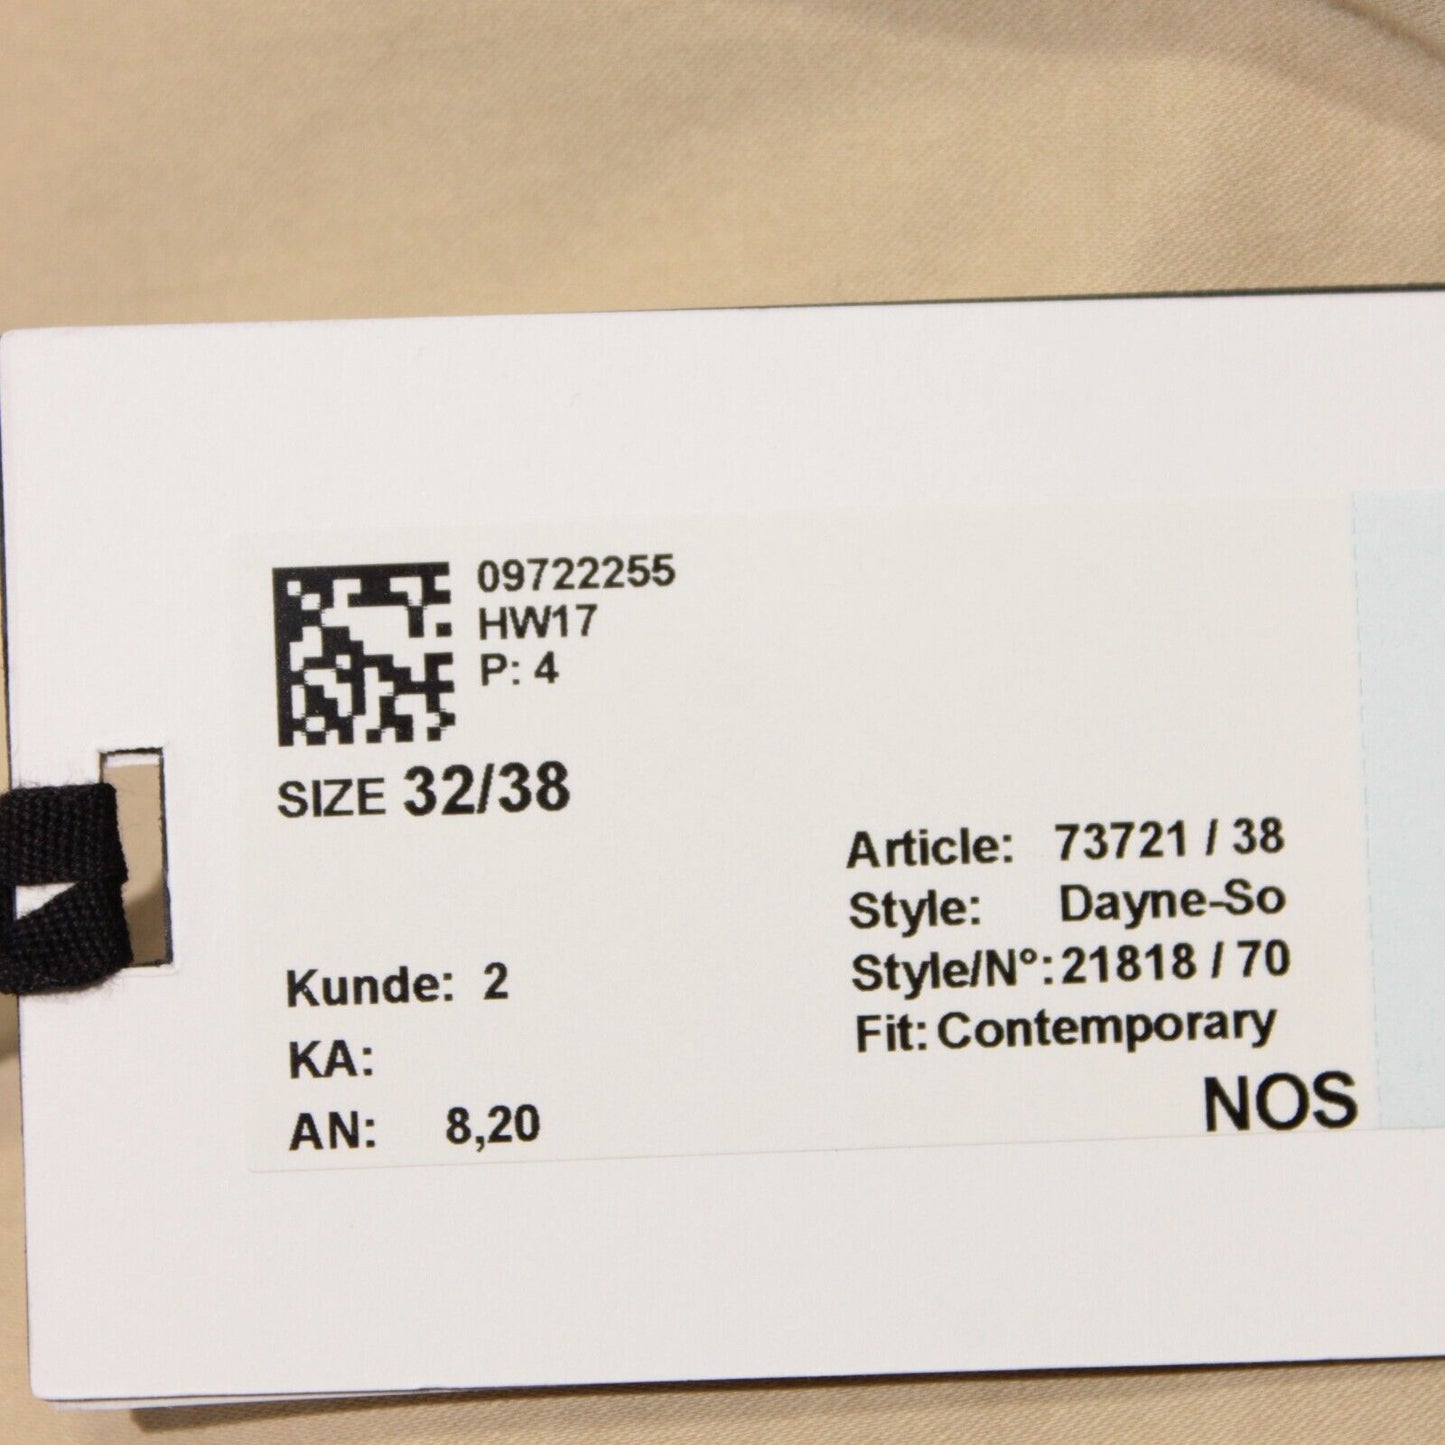 09722255
HW17
P: 4
SIZE 32/38
Article: 73721 / 38
Style: Dayne-So
Style/N°: 21818 / 70
Fit: Contemporary
NOS
Kunde: 2
KA:
AN: 8,20